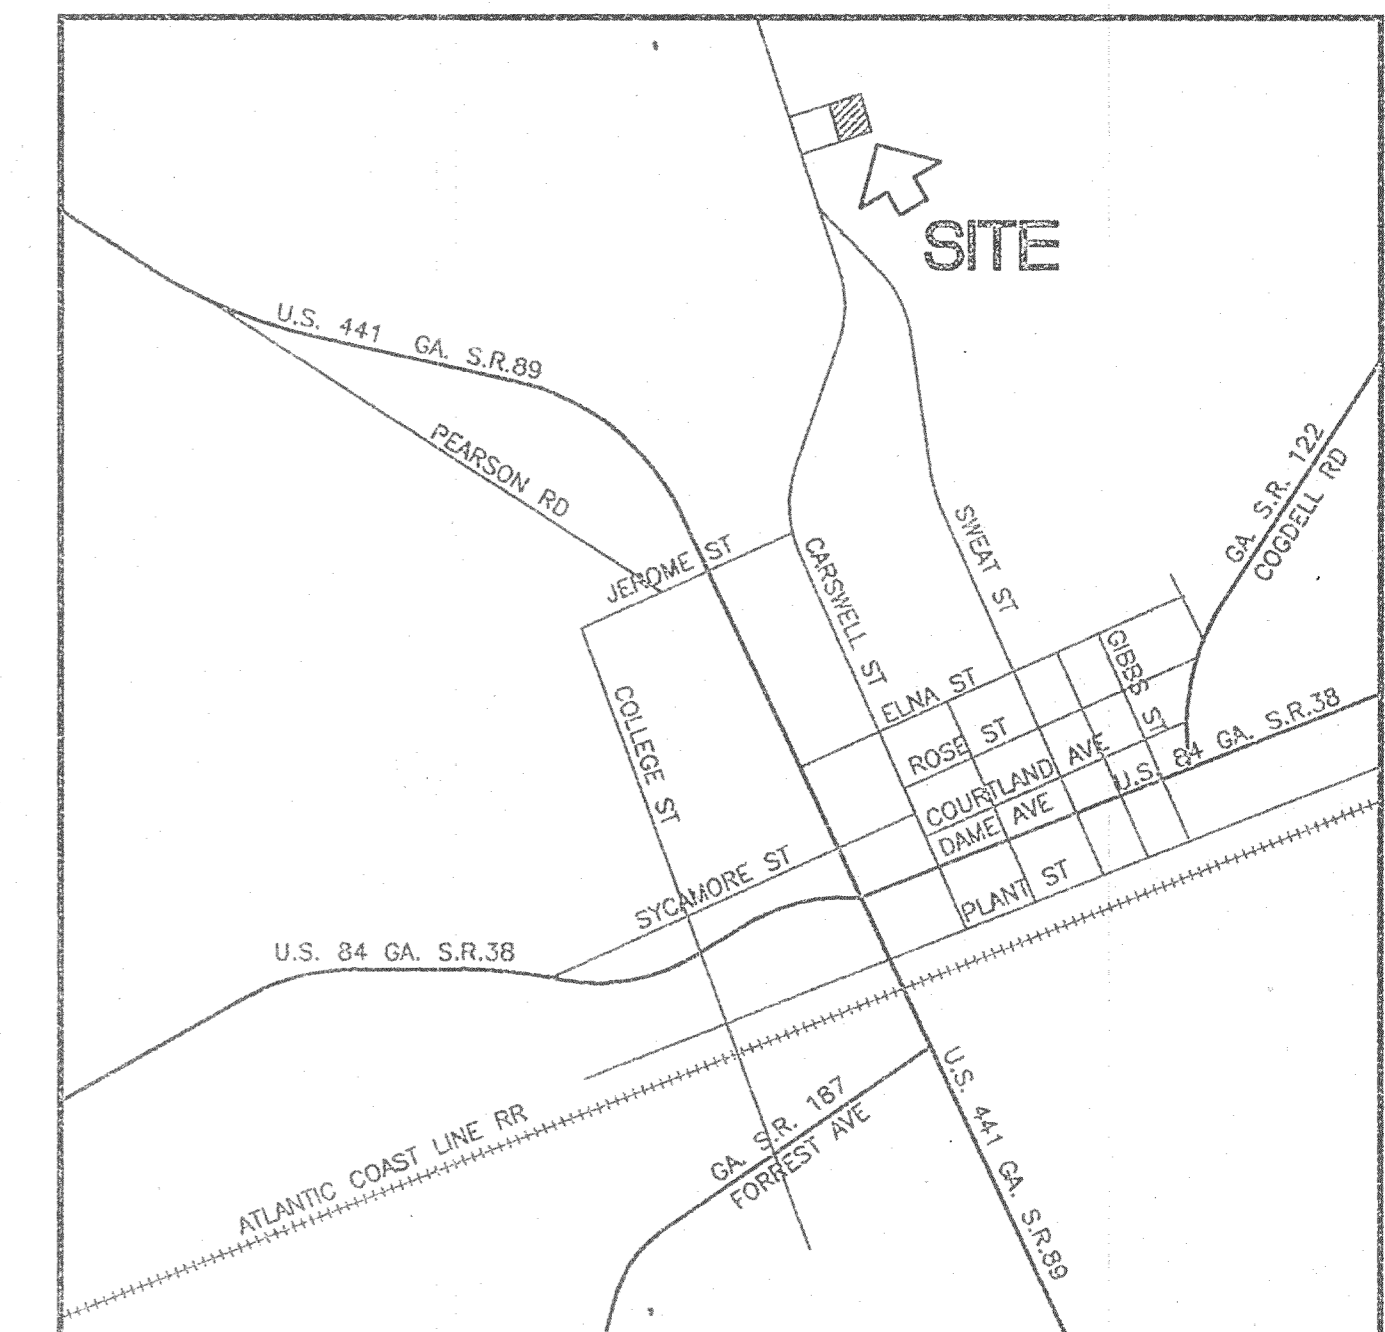 SITE
U.S. 441 GA. S.R.89
PEARSON RD
GA. S.R. 122
COGDELL RD
JEROME ST
CARSWELL ST
SWEAT ST
COLLEGE ST
ELNA ST
GIBBS ST
ROSE ST
COURTLAND AVE
DAME AVE
U.S. 84 GA. S.R.38
PLANT ST
SYCAMORE ST
U.S. 84 GA. S.R.38
ATLANTIC COAST LINE RR
GA. S.R. 187
FORREST AVE
U.S. 441 GA. S.R.89